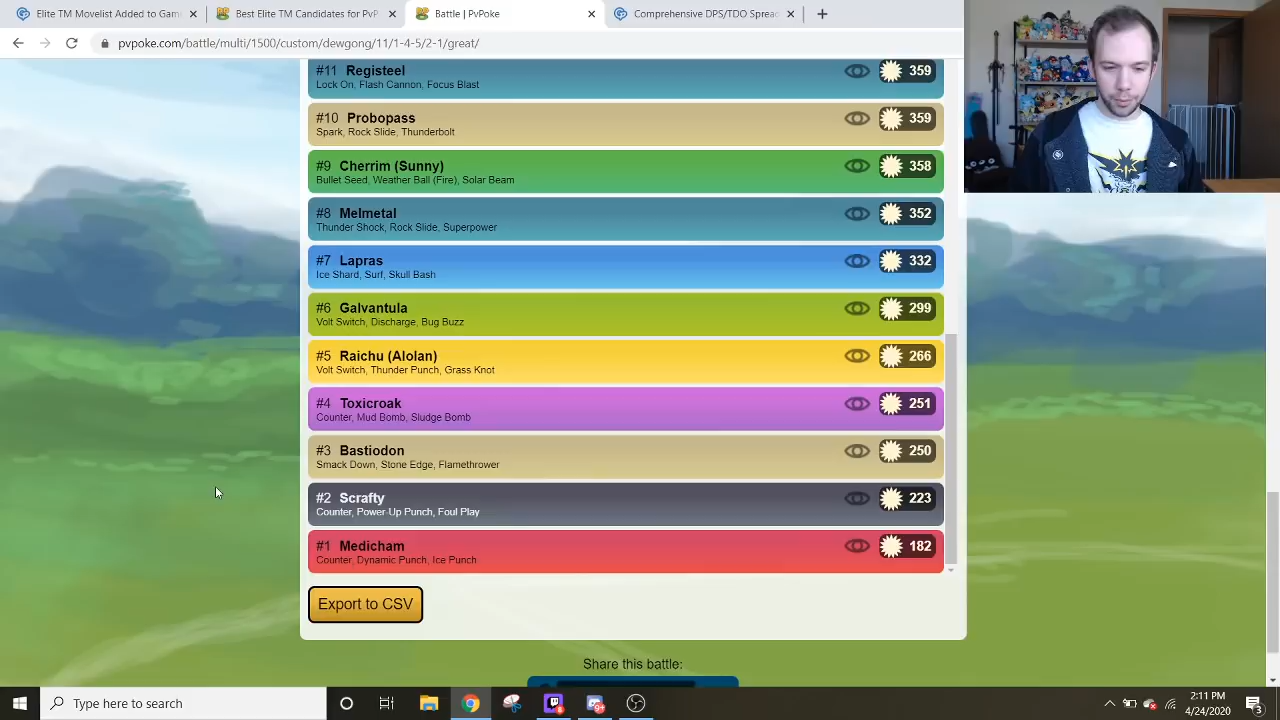 Elite TM Movelist Added to Gami
Best Elite TM Candidates for PvP
Battle | PvPoke
Comprehensive DPS/TDO Spread
pvpoke.com/battle/multi/1500/custom/dewgong/11/1-4-5/2-1/great/
#11 Registeel
359
Lock On, Flash Cannon, Focus Blast
#10 Probopass
359
Spark, Rock Slide, Thunderbolt
#9 Cherrim (Sunny)
358
Bullet Seed, Weather Ball (Fire), Solar Beam
#8 Melmetal
352
Thunder Shock, Rock Slide, Superpower
#7 Lapras
332
Ice Shard, Surf, Skull Bash
#6 Galvantula
299
Volt Switch, Discharge, Bug Buzz
#5 Raichu (Alolan)
266
Volt Switch, Thunder Punch, Grass Knot
#4 Toxicroak
251
Counter, Mud Bomb, Sludge Bomb
#3 Bastiodon
250
Smack Down, Stone Edge, Flamethrower
#2 Scrafty
223
Counter, Power-Up Punch, Foul Play
#1 Medicham
182
Counter, Dynamic Punch, Ice Punch
Export to CSV
Share this battle:
Type here to search
2:11 PM
4/24/2020
3